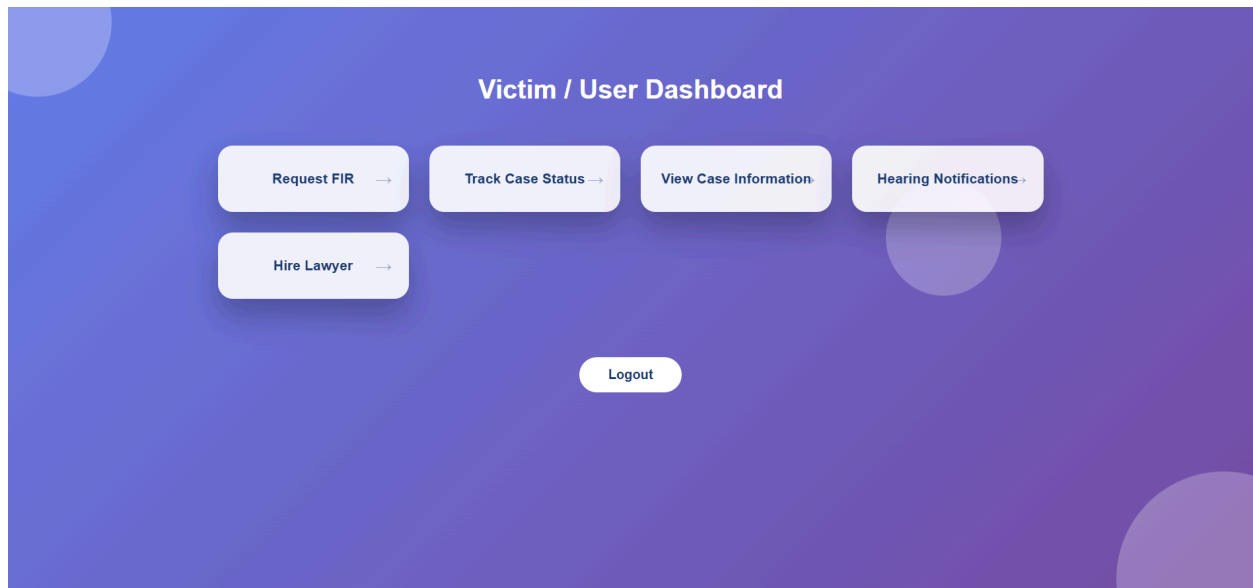 Victim / User Dashboard
Request FIR →
Track Case Status →
View Case Information →
Hearing Notifications →
Hire Lawyer →
Logout